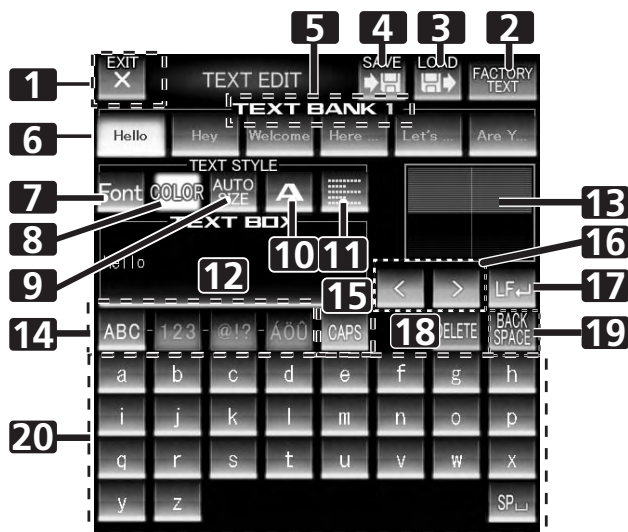 5 4 3 2
EXIT SAVE LOAD
1 × TEXT EDIT FACTORY TEXT
TEXT BANK 1
6 Hello Hey Welcome Here ... Let's ... Are Y...
TEXT STYLE
7 Font COLOR AUTO SIZE A 13
8 TEXT BOX 10 11 16
9 Hello 12 15 < > LF↵ 17
14 ABC 123 @!? ÄÖÛ CAPS 18 DELETE BACK SPACE 19
a b c d e f g h
20 i j k l m n o p
q r s t u v w x
y z SP